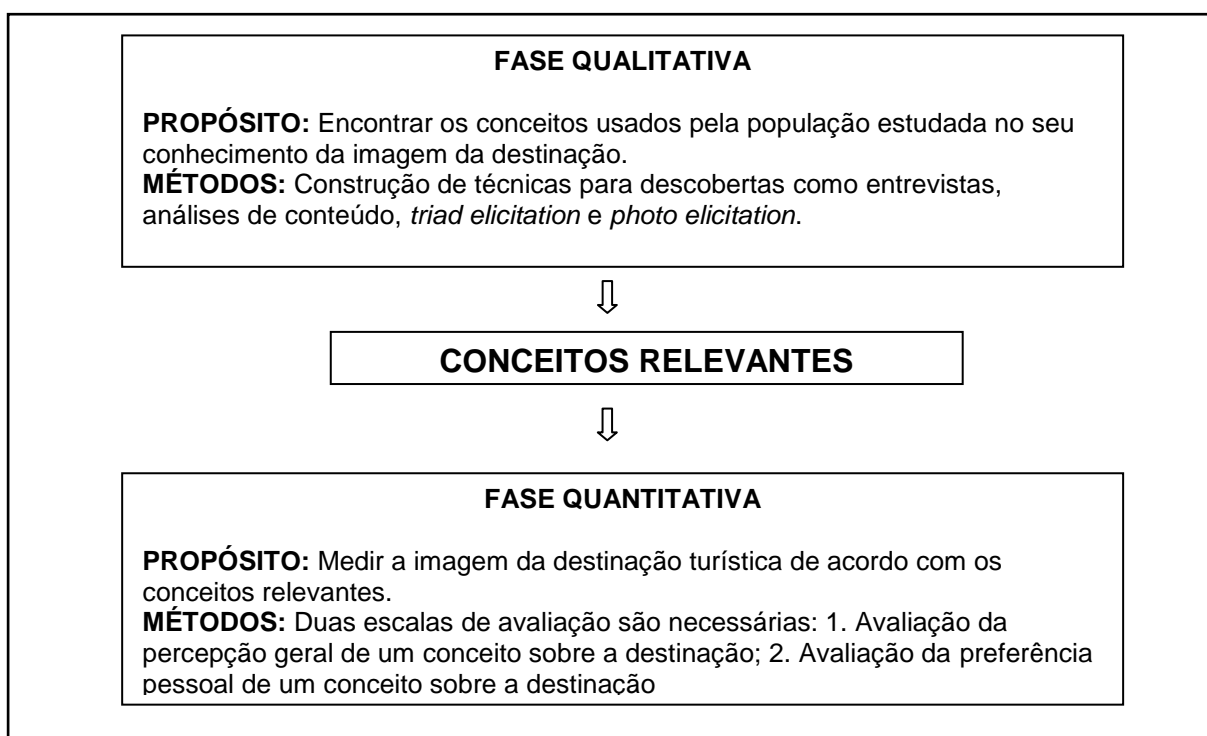 FASE QUALITATIVA
PROPÓSITO: Encontrar os conceitos usados pela população estudada no seu
conhecimento da imagem da destinação.
MÉTODOS: Construção de técnicas para descobertas como entrevistas,
análises de conteúdo, triad elicitation e photo elicitation.
CONCEITOS RELEVANTES
FASE QUANTITATIVA
PROPÓSITO: Medir a imagem da destinação turística de acordo com os
conceitos relevantes.
MÉTODOS: Duas escalas de avaliação são necessárias: 1. Avaliação da
percepção geral de um conceito sobre a destinação; 2. Avaliação da preferência
pessoal de um conceito sobre a destinação